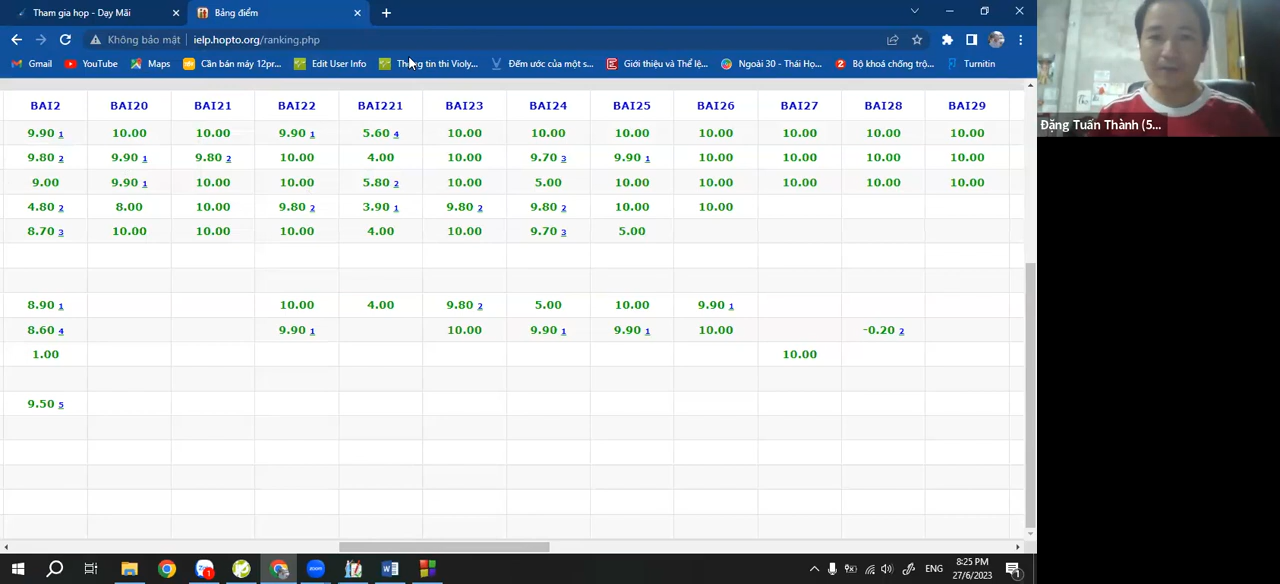 Tham gia họp - Dạy Mãi
Bảng điểm
Không bảo mật
ielp.hopto.org/ranking.php
Gmail YouTube Maps Cần bán máy 12pr... Edit User Info Thông tin thi Violy... Đếm ước của một s... Giới thiệu và Thể lệ... Ngoài 30 - Thái Họ... Bộ khoá chống trộ... Turnitin
BAI2 BAI20 BAI21 BAI22 BAI221 BAI23 BAI24 BAI25 BAI26 BAI27 BAI28 BAI29
9.90 1 10.00 10.00 9.90 1 5.60 4 10.00 10.00 10.00 10.00 10.00 10.00 10.00
9.80 2 9.90 1 9.80 2 10.00 4.00 10.00 9.70 3 9.90 1 10.00 10.00 10.00 10.00
9.00 9.90 1 10.00 10.00 5.80 2 10.00 5.00 10.00 10.00 10.00 10.00 10.00
4.80 2 8.00 10.00 9.80 2 3.90 1 9.80 2 9.80 2 10.00 10.00
8.70 3 10.00 10.00 10.00 4.00 10.00 9.70 3 5.00
8.90 1 10.00 4.00 9.80 2 5.00 10.00 9.90 1
8.60 4 9.90 1 10.00 9.90 1 9.90 1 10.00 -0.20 2
1.00 10.00
9.50 5
Đặng Tuấn Thành (5...
ENG
8:25 PM
27/6/2023